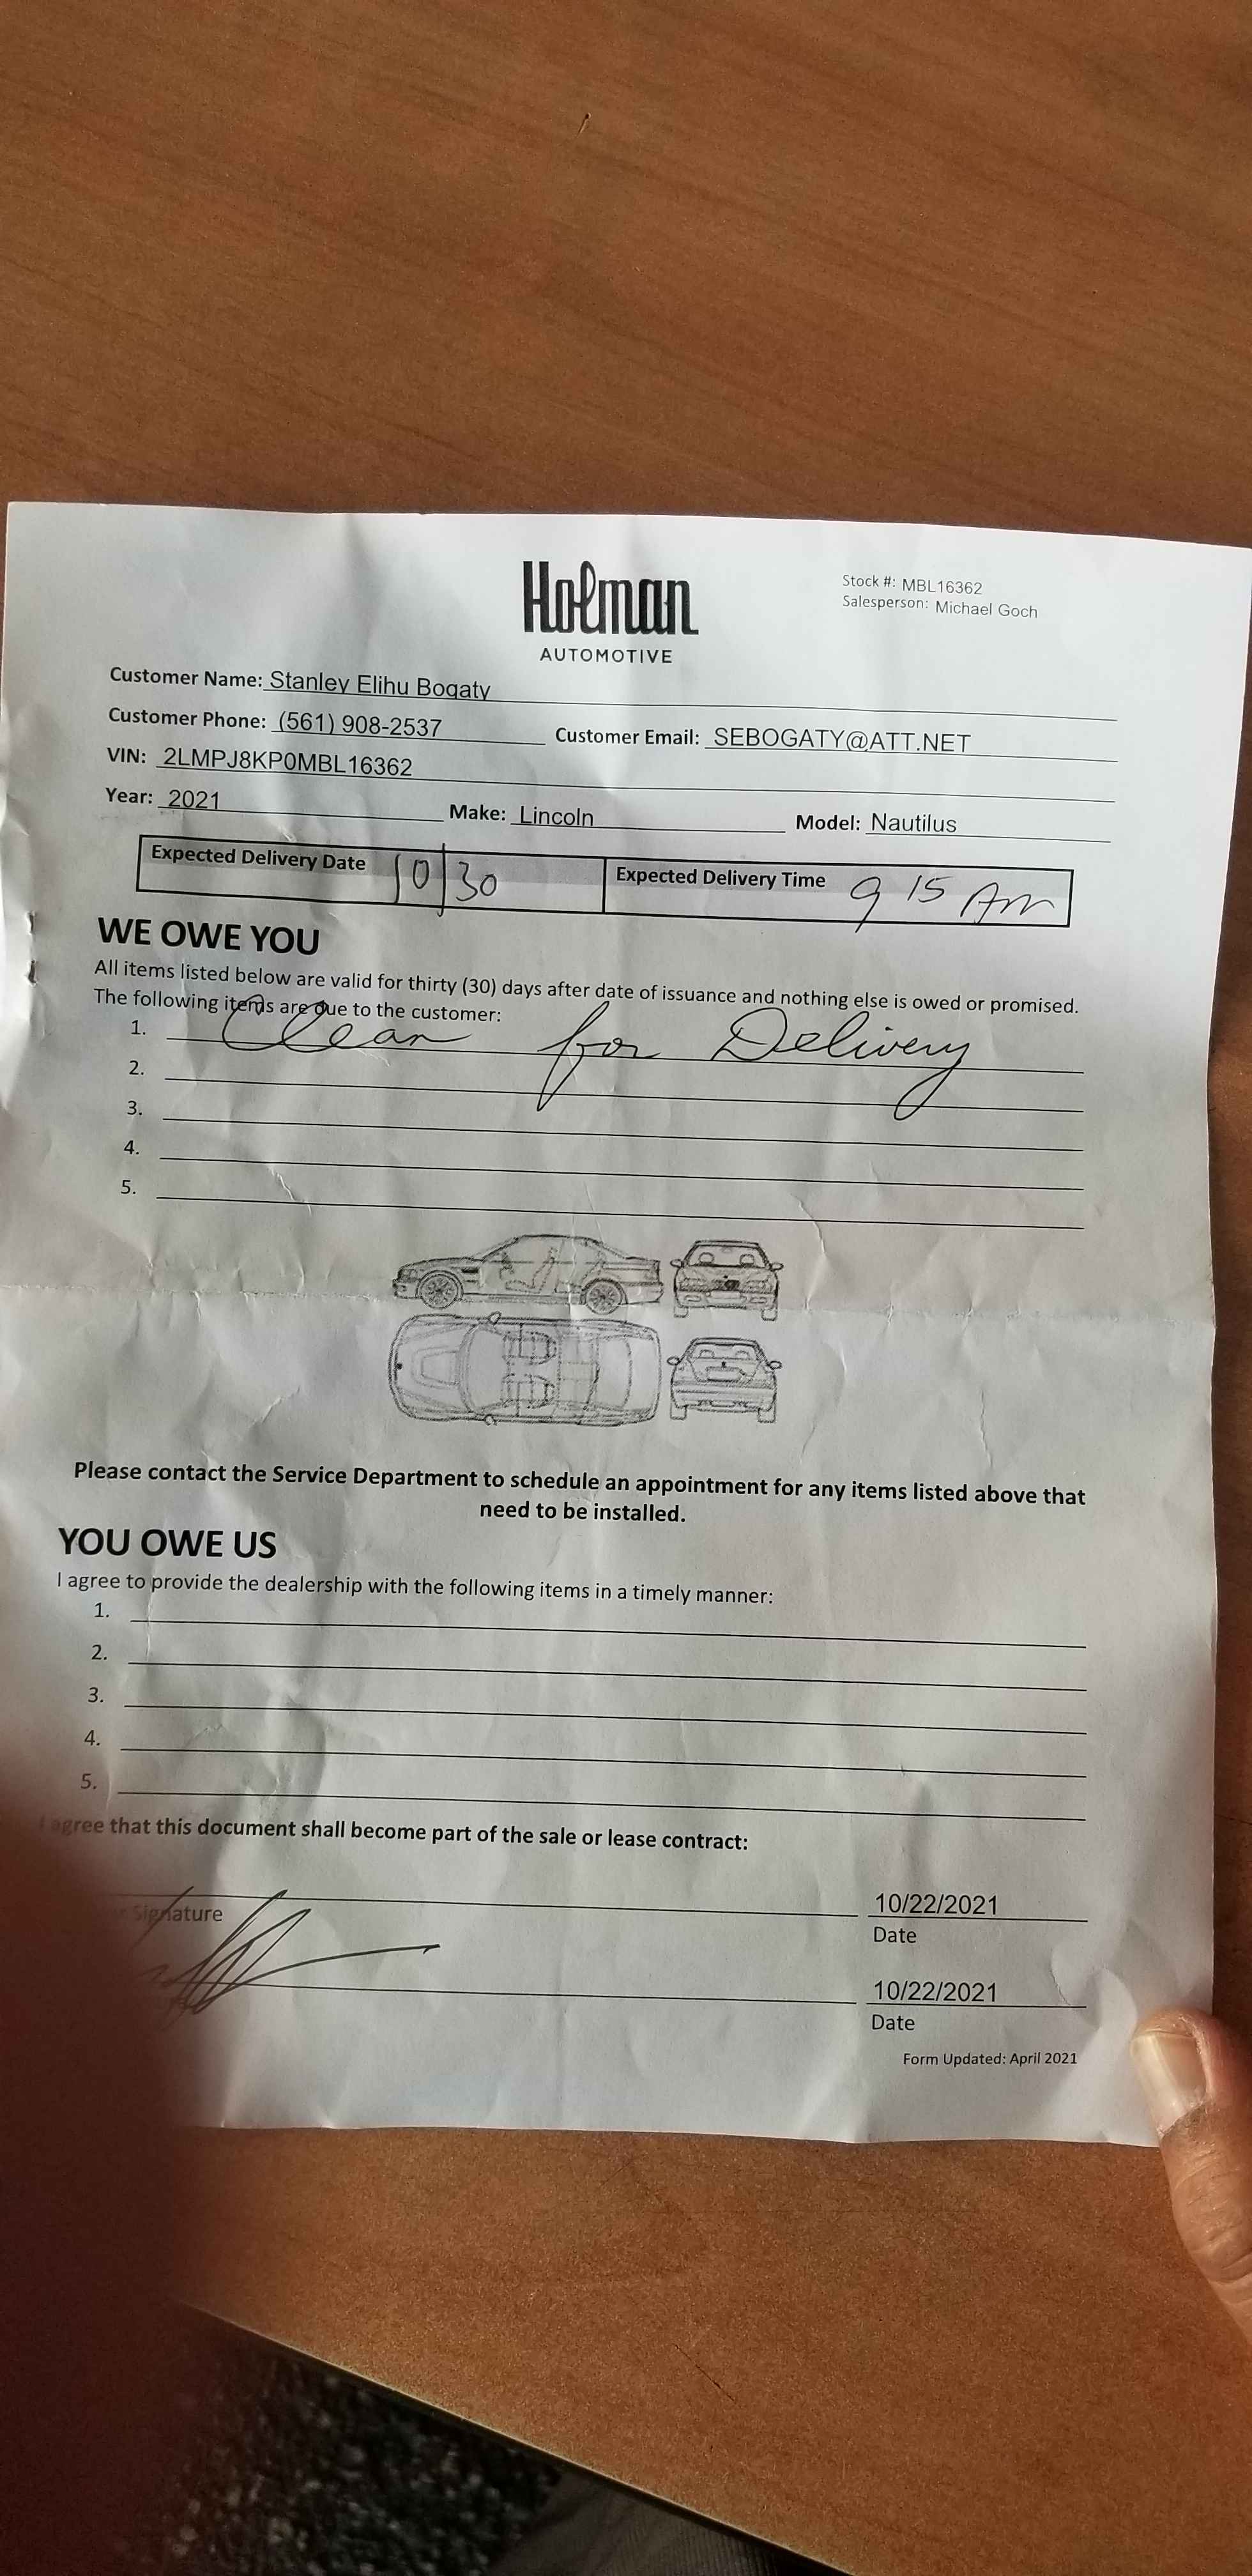 Holman
AUTOMOTIVE
Stock #: MBL16362
Salesperson: Michael Goch
Customer Name: Stanley Elihu Bogaty
Customer Phone: (561) 908-2537 Customer Email: SEBOGATY@ATT.NET
VIN: 2LMPJ8KP0MBL16362
Year: 2021 Make: Lincoln Model: Nautilus
Expected Delivery Date 10/30 Expected Delivery Time 9 15 Am
WE OWE YOU
All items listed below are valid for thirty (30) days after date of issuance and nothing else is owed or promised.
The following items are due to the customer:
1. Clean for Delivery
2.
3.
4.
5.
Please contact the Service Department to schedule an appointment for any items listed above that
need to be installed.
YOU OWE US
I agree to provide the dealership with the following items in a timely manner:
1.
2.
3.
4.
5.
I agree that this document shall become part of the sale or lease contract:
10/22/2021
Signature Date
10/22/2021
Date
Form Updated: April 2021